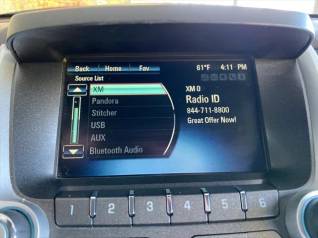 Back Home Fav 61°F 4:11 PM
Source List
XM
Pandora
Stitcher
USB
AUX
Bluetooth Audio
XM 0
Radio ID
844-711-8800
Great Offer Now!
1 2 3 4 5 6